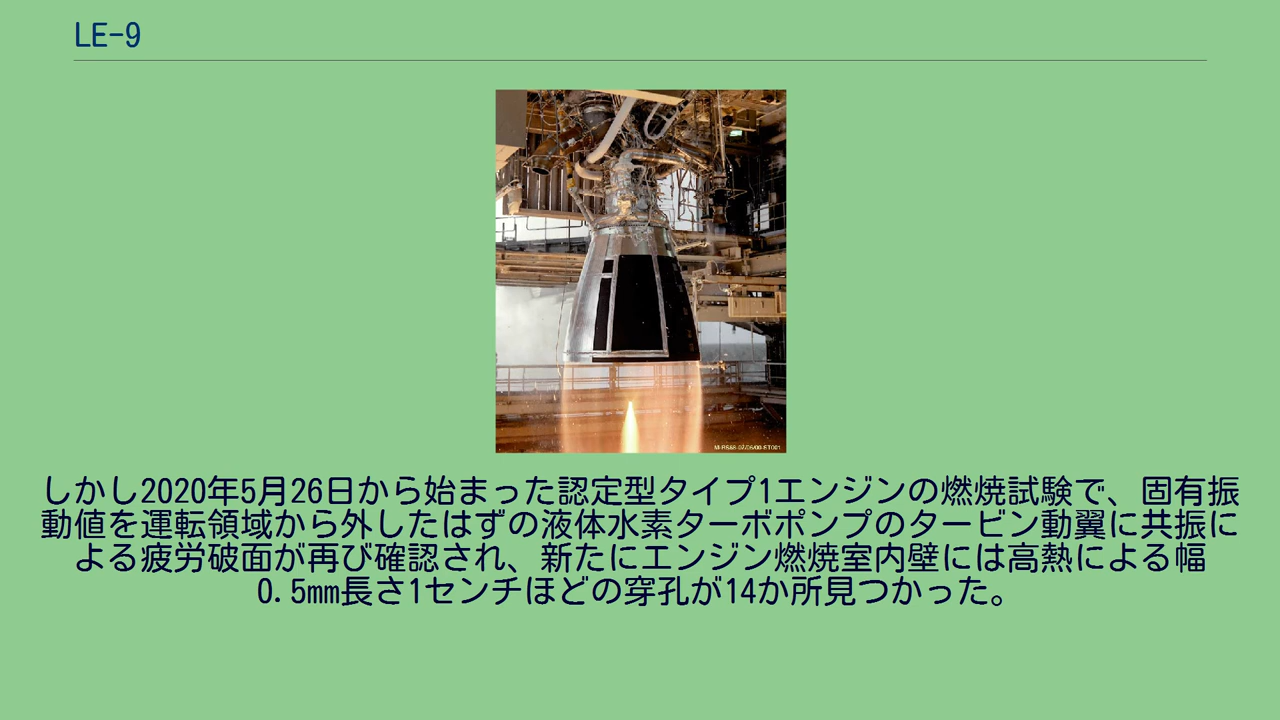 LE-9
しかし2020年5月26日から始まった認定型タイプ1エンジンの燃焼試験で、固有振
動値を運転領域から外したはずの液体水素ターボポンプのタービン動翼に共振に
よる疲労破面が再び確認され、新たにエンジン燃焼室内壁には高熱による幅
0.5mm長さ1センチほどの穿孔が14か所見つかった。